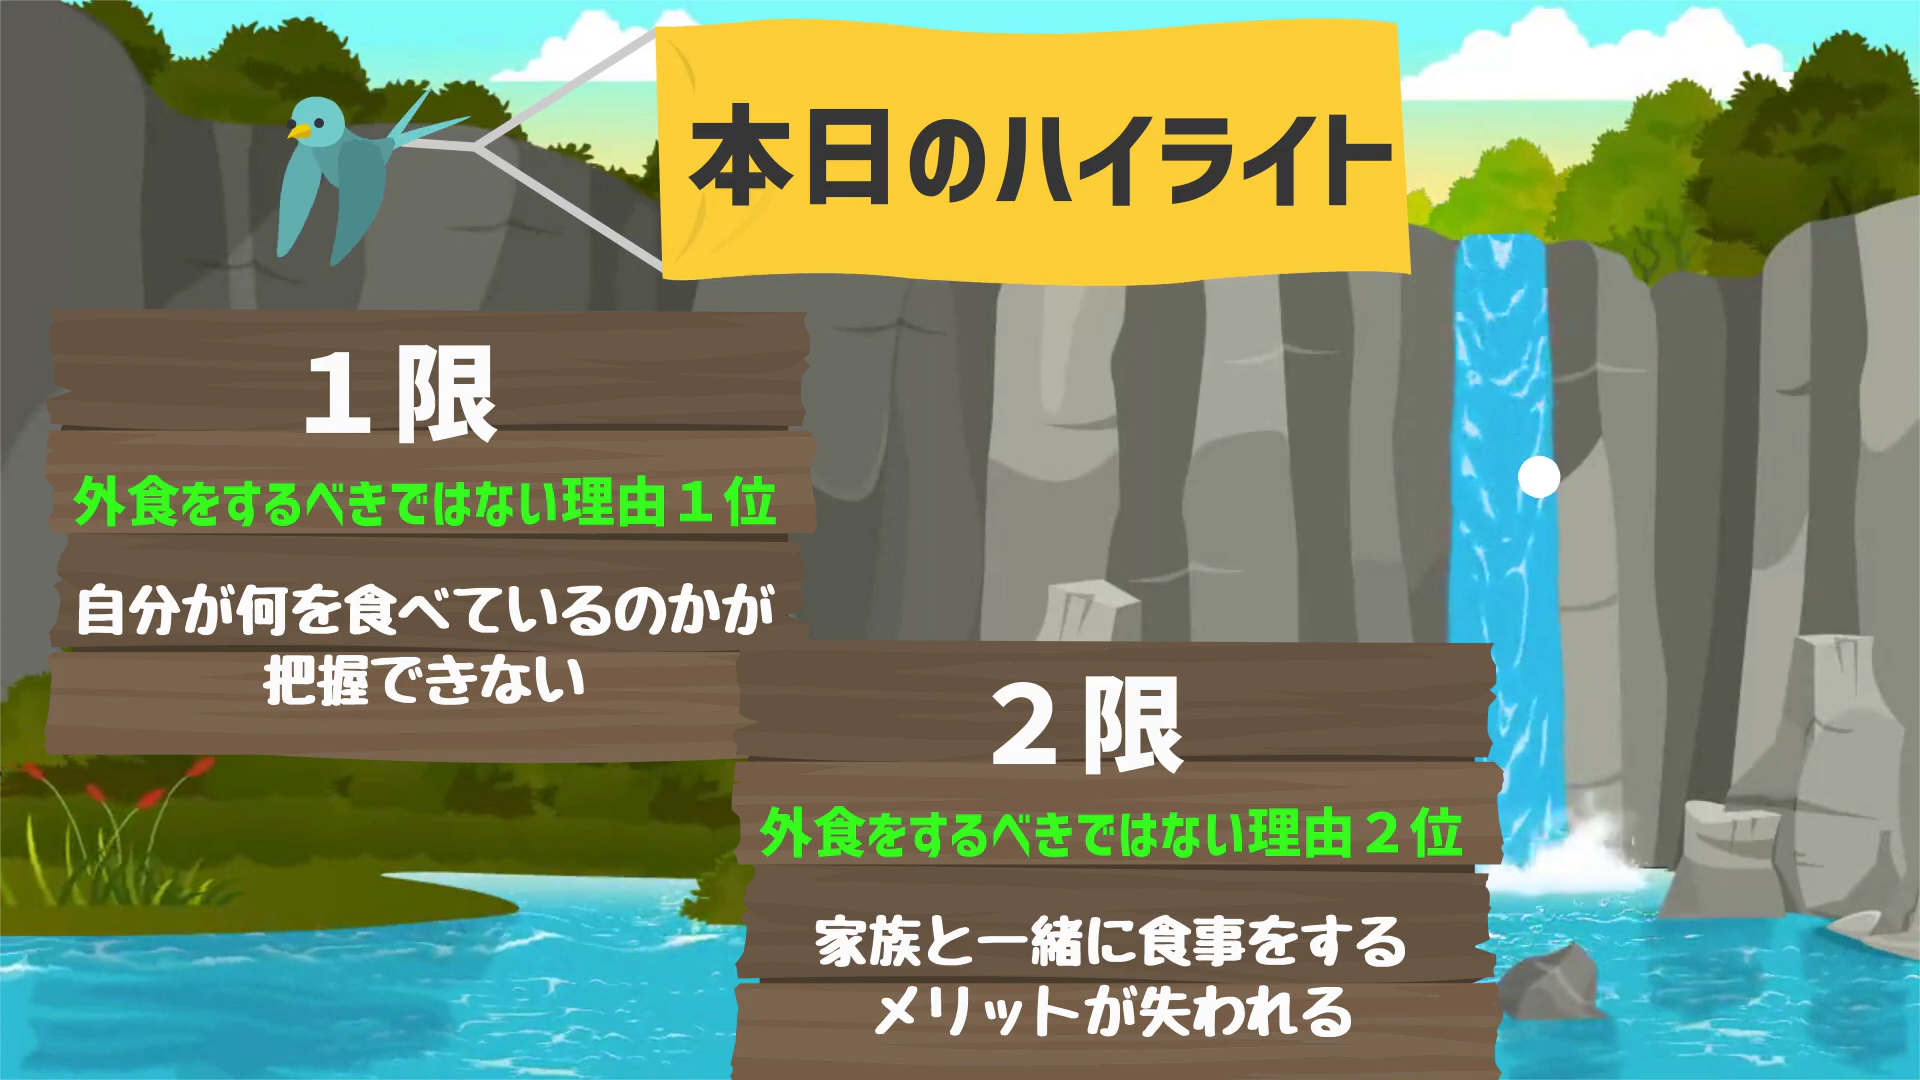 本日のハイライト
１限
外食をするべきではない理由１位
自分が何を食べているのかが
把握できない
２限
外食をするべきではない理由２位
家族と一緒に食事をする
メリットが失われる